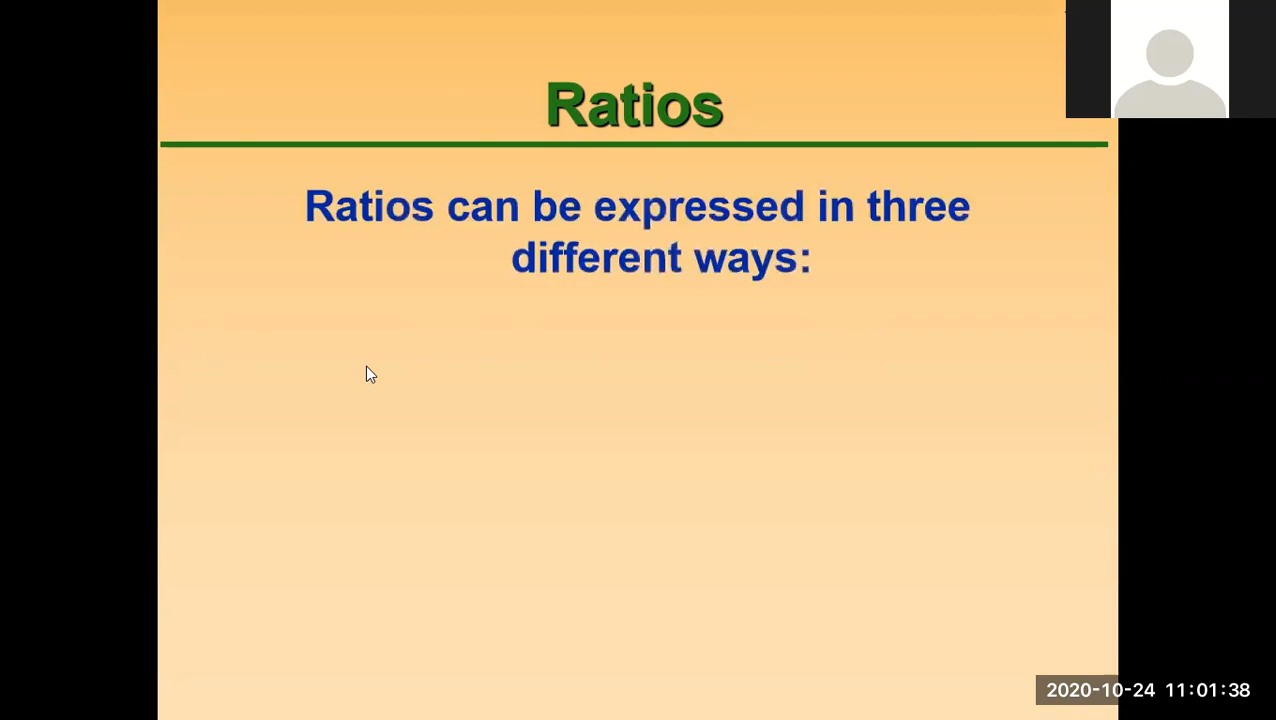 Ratios
Ratios can be expressed in three
different ways:
2020-10-24 11:01:38